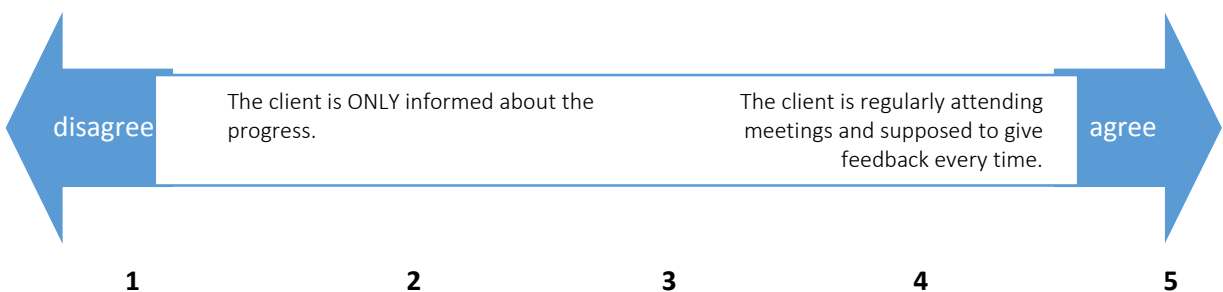 disagree
The client is ONLY informed about the
progress.
The client is regularly attending
meetings and supposed to give
feedback every time.
agree
1 2 3 4 5